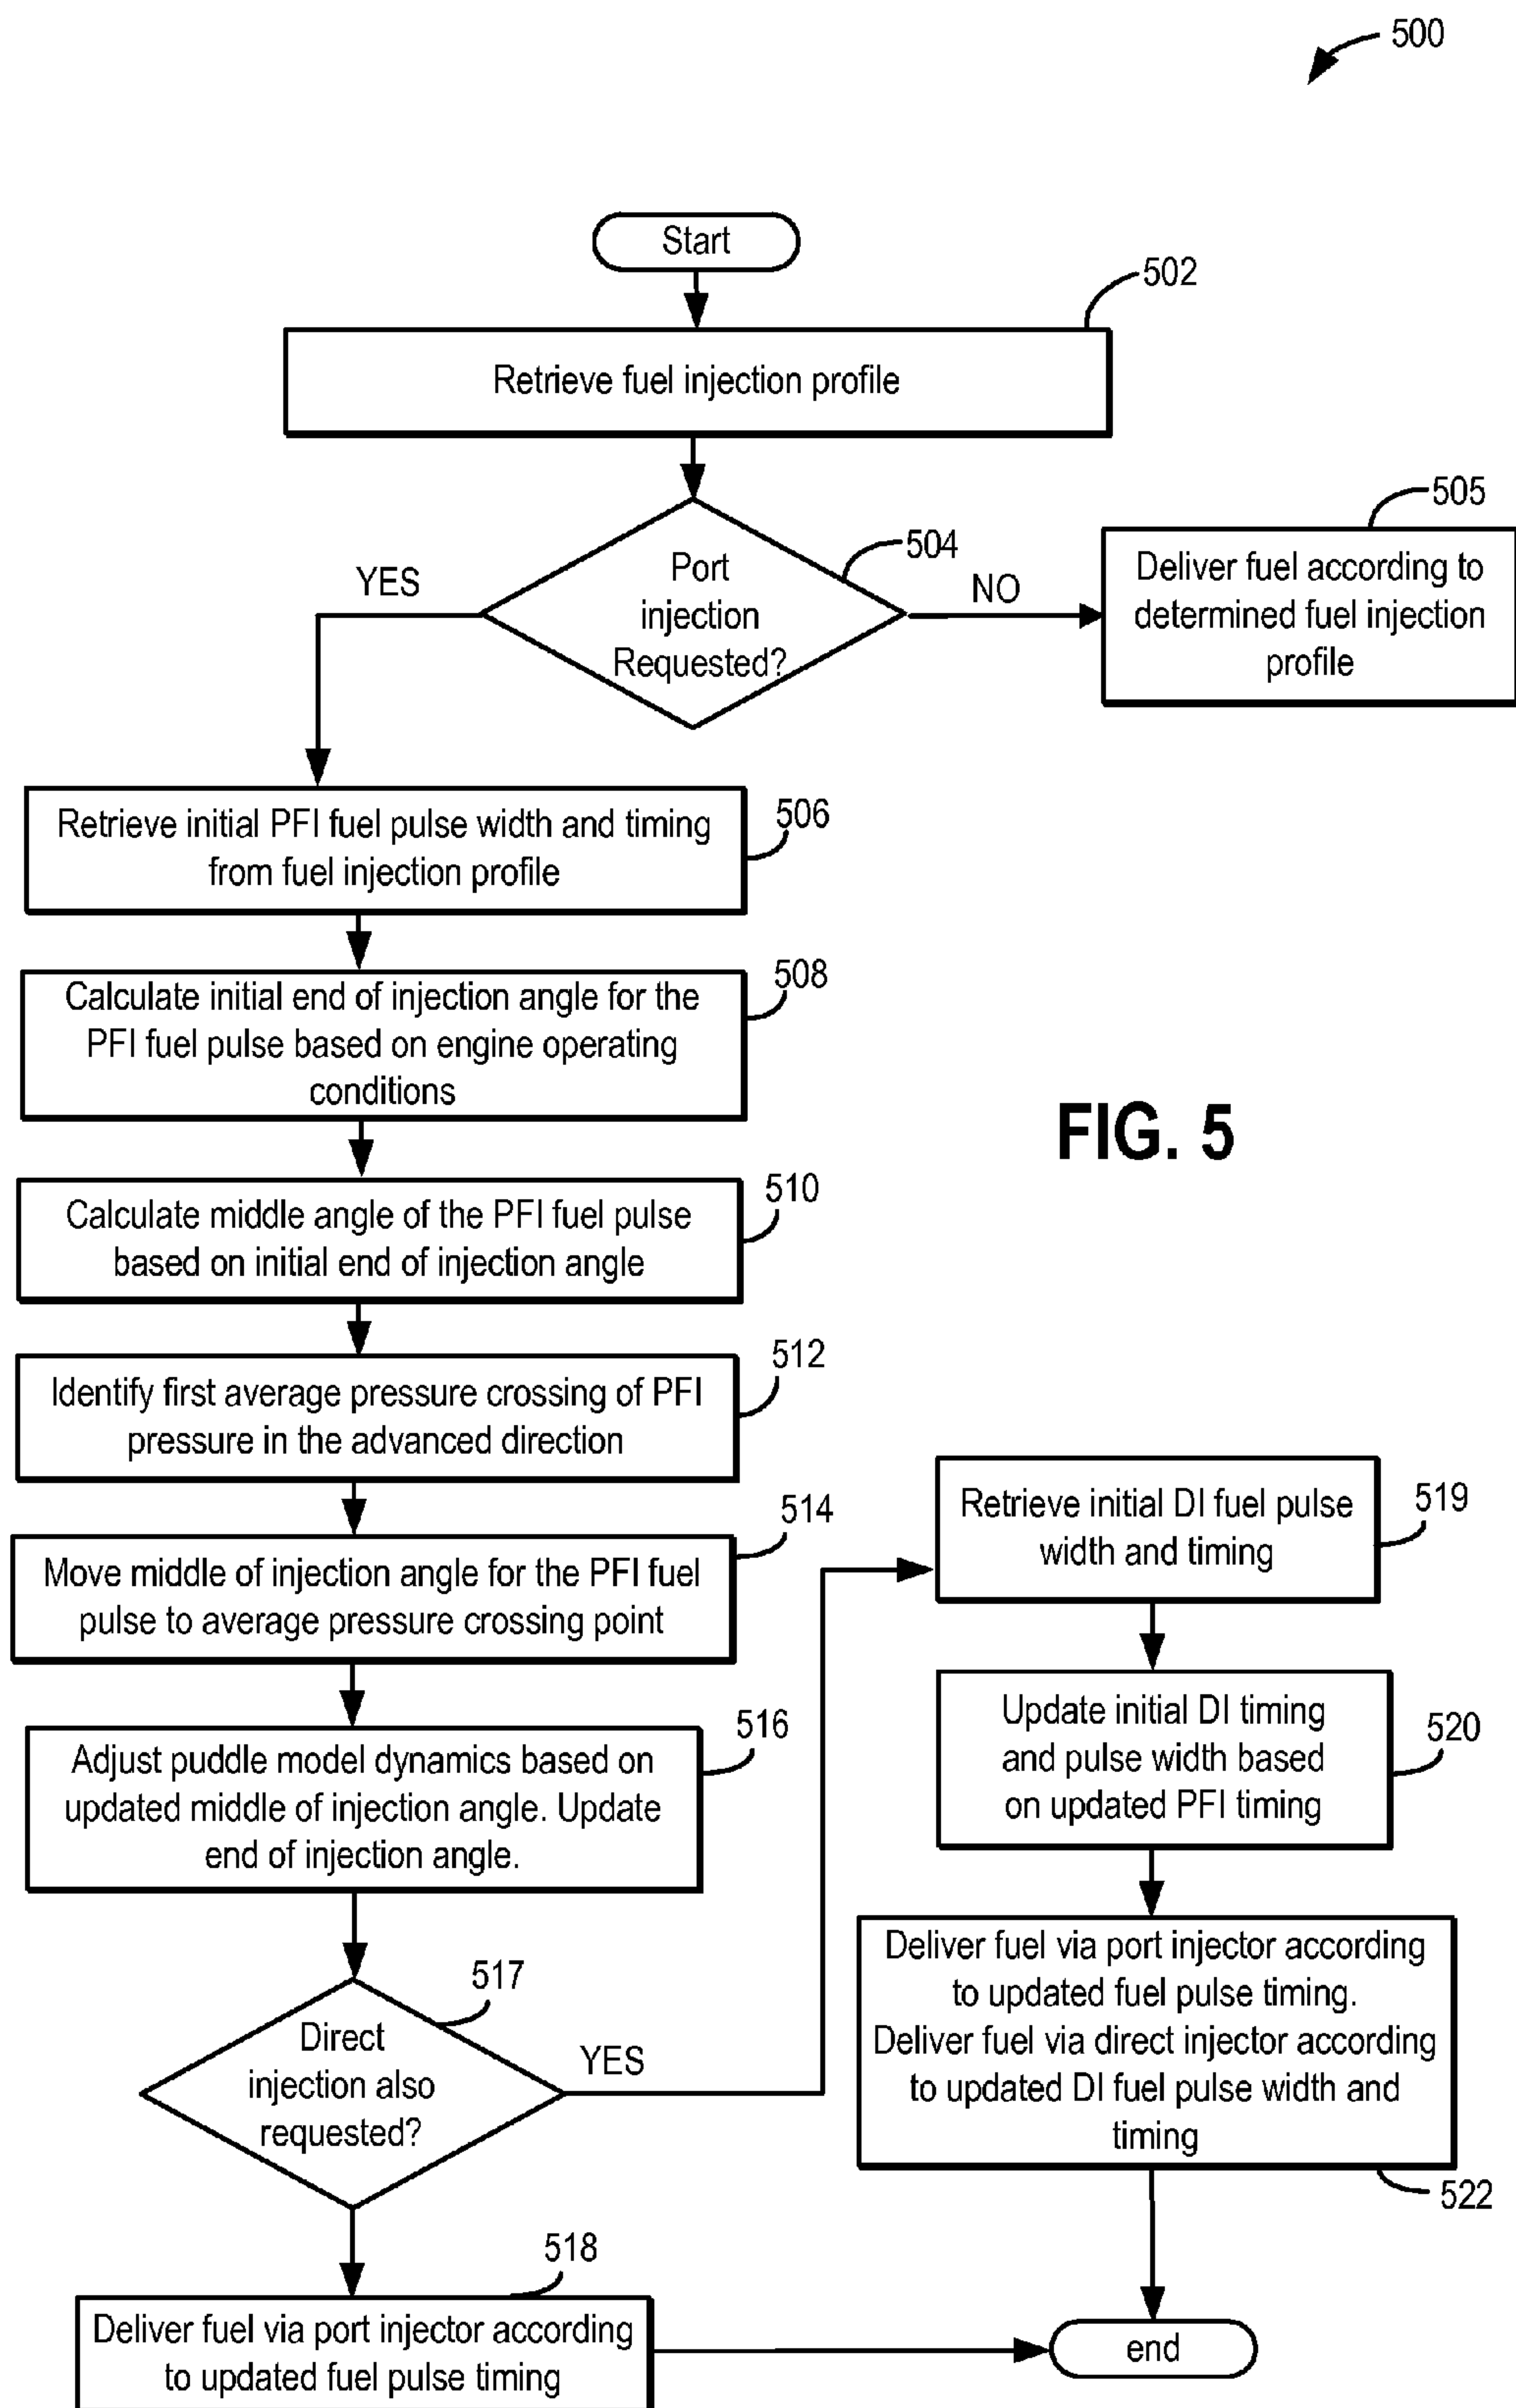 500
Start
502
Retrieve fuel injection profile
505
504
Port
injection
Requested?
YES
NO
Deliver fuel according to
determined fuel injection
profile
506
Retrieve initial PFI fuel pulse width and timing
from fuel injection profile
508
Calculate initial end of injection angle for the
PFI fuel pulse based on engine operating
conditions
FIG. 5
510
Calculate middle angle of the PFI fuel pulse
based on initial end of injection angle
512
Identify first average pressure crossing of PFI
pressure in the advanced direction
514
Move middle of injection angle for the PFI fuel
pulse to average pressure crossing point
516
Adjust puddle model dynamics based on
updated middle of injection angle. Update
end of injection angle.
517
Direct
injection also
requested?
YES
518
Deliver fuel via port injector according
to updated fuel pulse timing
519
Retrieve initial DI fuel pulse
width and timing
520
Update initial DI timing
and pulse width based
on updated PFI timing
Deliver fuel via port injector according
to updated fuel pulse timing.
Deliver fuel via direct injector according
to updated DI fuel pulse width and
timing
522
end